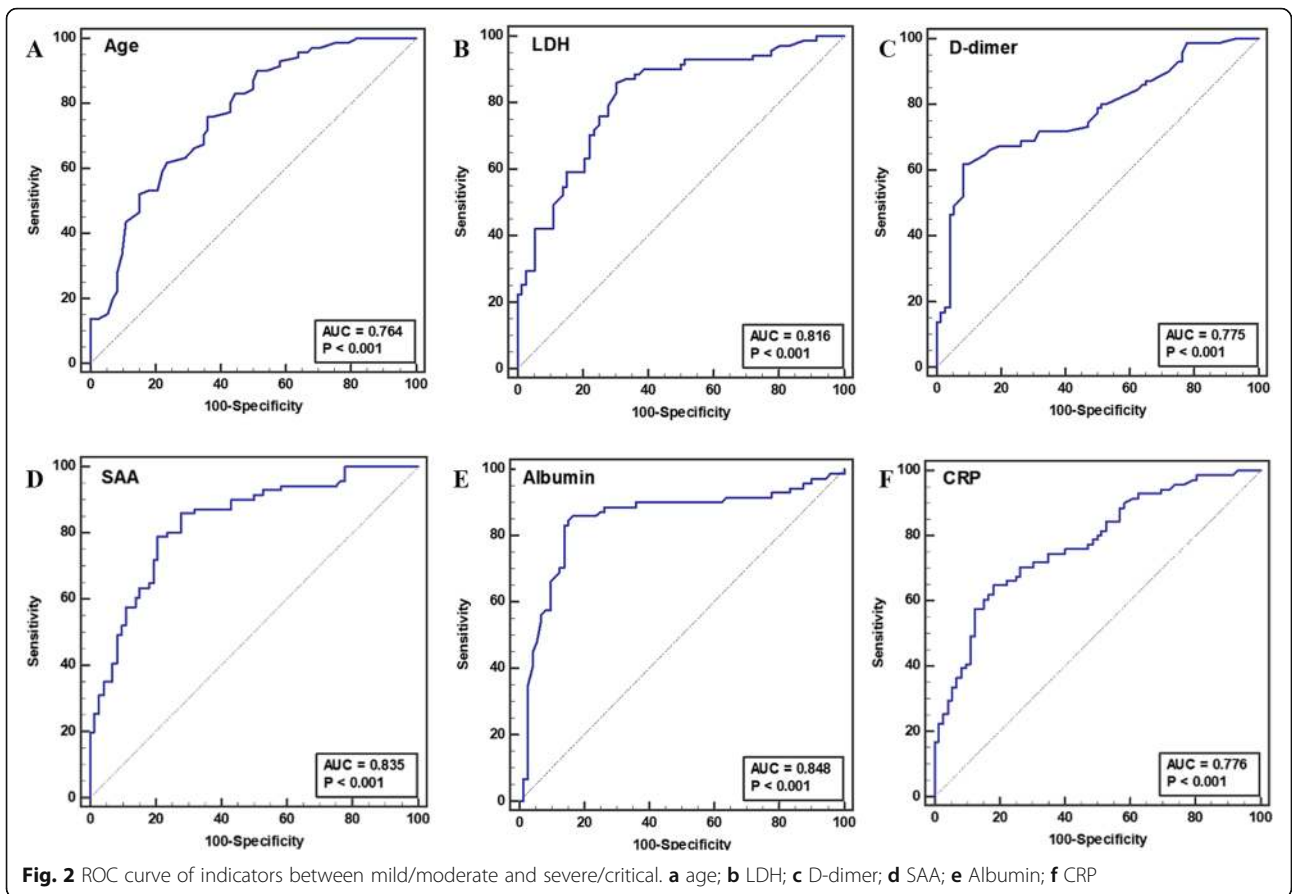 A
Age
100
80
60
40
20
0
Sensitivity
AUC = 0.764
P < 0.001
0 20 40 60 80 100
100-Specificity
B
LDH
100
80
60
40
20
0
Sensitivity
AUC = 0.816
P < 0.001
0 20 40 60 80 100
100-Specificity
C
D-dimer
100
80
60
40
20
0
Sensitivity
AUC = 0.775
P < 0.001
0 20 40 60 80 100
100-Specificity
D
SAA
100
80
60
40
20
0
Sensitivity
AUC = 0.835
P < 0.001
0 20 40 60 80 100
100-Specificity
E
Albumin
100
80
60
40
20
0
Sensitivity
AUC = 0.848
P < 0.001
0 20 40 60 80 100
100-Specificity
F
CRP
100
80
60
40
20
0
Sensitivity
AUC = 0.776
P < 0.001
0 20 40 60 80 100
100-Specificity
Fig. 2 ROC curve of indicators between mild/moderate and severe/critical. a age; b LDH; c D-dimer; d SAA; e Albumin; f CRP